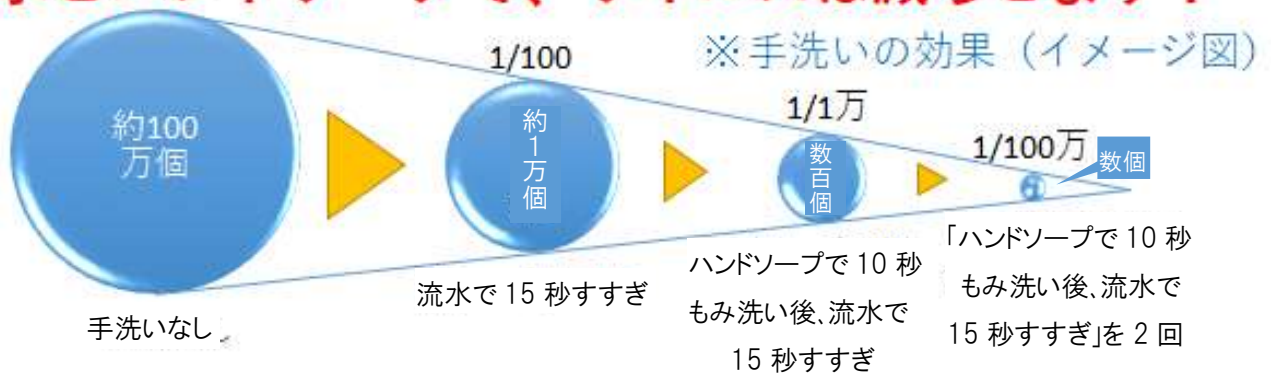 ※手洗いの効果（イメージ図）
約100
万個
手洗いなし
1/100
約1万個
流水で 15 秒すすぎ
1/1万
数百個
ハンドソープで 10 秒
もみ洗い後、流水で
15 秒すすぎ
1/100万
数個
「ハンドソープで 10 秒
もみ洗い後、流水で
15 秒すすぎ」を 2 回